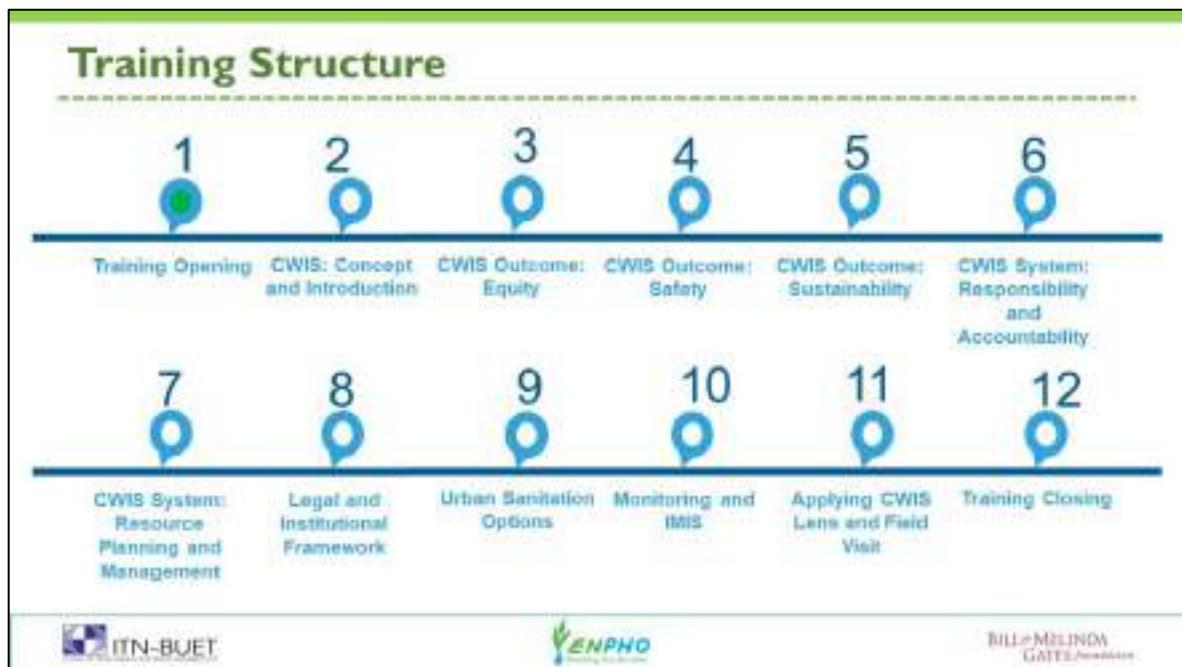 Training Structure
1 2 3 4 5 6
Training Opening
CWIS: Concept
and Introduction
CWIS Outcome:
Equity
CWIS Outcome:
Safety
CWIS Outcome:
Sustainability
CWIS System:
Responsibility
and
Accountability
7 8 9 10 11 12
CWIS System:
Resource
Planning and
Management
Legal and
Institutional
Framework
Urban Sanitation
Options
Monitoring and
IMIS
Applying CWIS
Lens and Field
Visit
Training Closing
ITN-BUET
ENPHO
BILL & MELINDA
GATES foundation